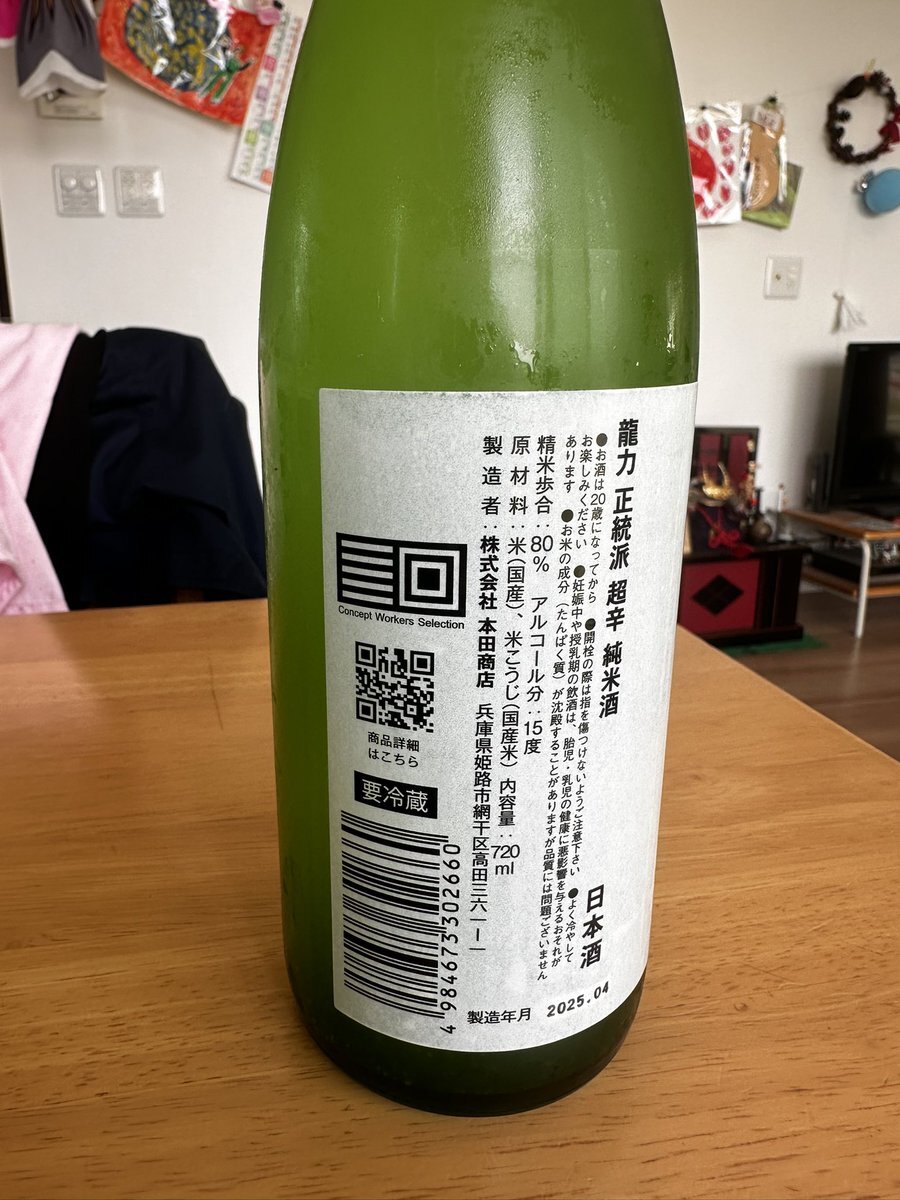 龍力 正統派 超辛 純米酒 日本酒
●お酒は20歳になってから ●開栓の際は指を傷つけないようご注意下さい ●よく冷やして
お楽しみください ●妊娠中や授乳期の飲酒は、胎児・乳児の健康に悪影響を与えるおそれが
あります ●お米の成分(たんぱく質)が沈殿することがありますが品質には問題ございません
精米歩合:80% アルコール分:15度
原材料:米(国産)、米こうじ(国産米) 内容量:720ml
製造者:株式会社 本田商店 兵庫県姫路市網干区高田三六一ー一
Concept Workers Selection
商品詳細
はこちら
要冷蔵
4984673302660
製造年月 2025.04